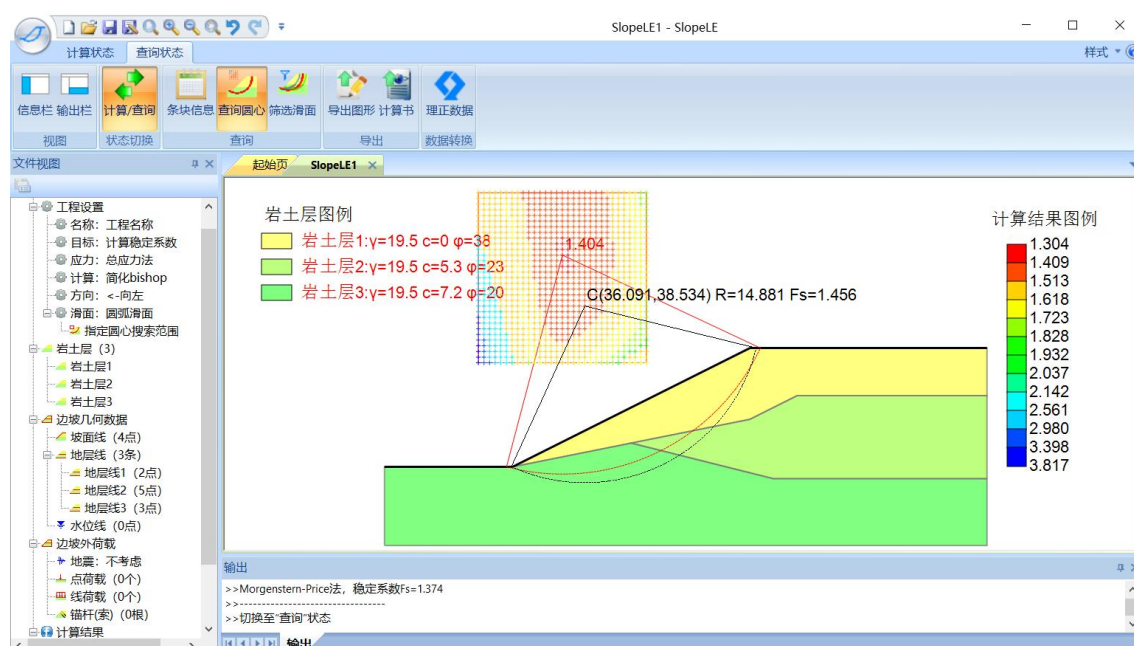 SlopeLE1 - SlopeLE
计算状态 查询状态
样式
信息栏 输出栏 计算/查询 条块信息 查询圆心 筛选滑面 导出图形 计算书 理正数据
视图 状态切换 查询 导出 数据转换
文件视图
起始页 SlopeLE1
工程设置
名称：工程名称
目标：计算稳定系数
应力：总应力法
计算：简化bishop
方向：<-向左
滑面：圆弧滑面
指定圆心搜索范围
岩土层 (3)
岩土层1
岩土层2
岩土层3
边坡几何数据
坡面线 (4点)
地层线 (3条)
地层线1 (2点)
地层线2 (5点)
地层线3 (3点)
水位线 (0点)
边坡外荷载
地震：不考虑
点荷载 (0个)
线荷载 (0个)
锚杆(索) (0根)
计算结果
岩土层图例
岩土层1:γ=19.5 c=0 φ=38
岩土层2:γ=19.5 c=5.3 φ=23
岩土层3:γ=19.5 c=7.2 φ=20
1.404
C(36.091,38.534) R=14.881 Fs=1.456
计算结果图例
1.304
1.409
1.513
1.618
1.723
1.828
1.932
2.037
2.142
2.561
2.980
3.398
3.817
输出
>>Morgenstern-Price法，稳定系数Fs=1.374
>>--------------------------------
>>切换至"查询"状态
输出